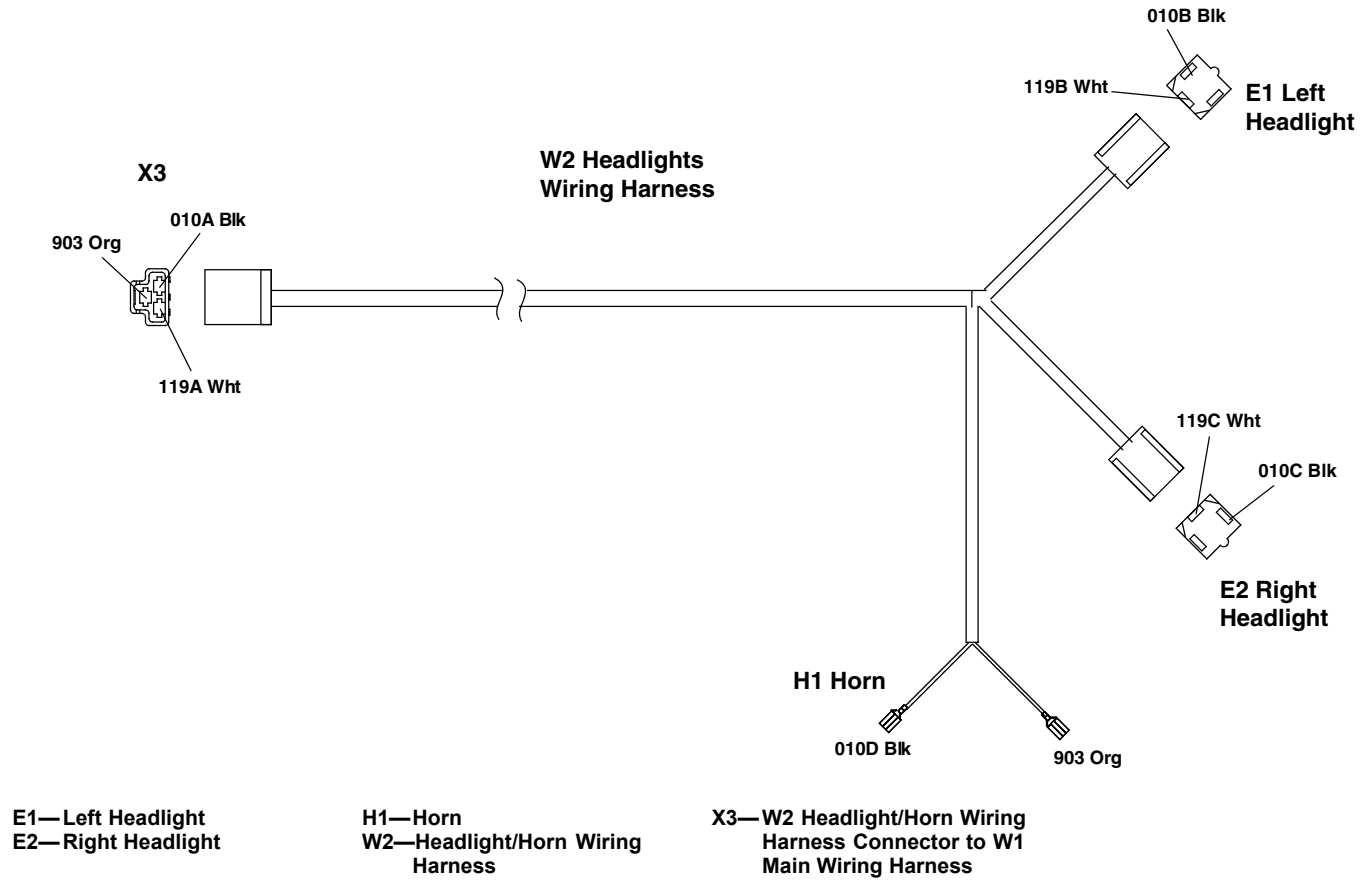 010B Blk
119B Wht
E1 Left
Headlight
W2 Headlights
Wiring Harness
X3
010A Blk
903 Org
119A Wht
119C Wht
010C Blk
E2 Right
Headlight
H1 Horn
010D Blk
903 Org
E1—Left Headlight
E2—Right Headlight
H1—Horn
W2—Headlight/Horn Wiring
Harness
X3—W2 Headlight/Horn Wiring
Harness Connector to W1
Main Wiring Harness